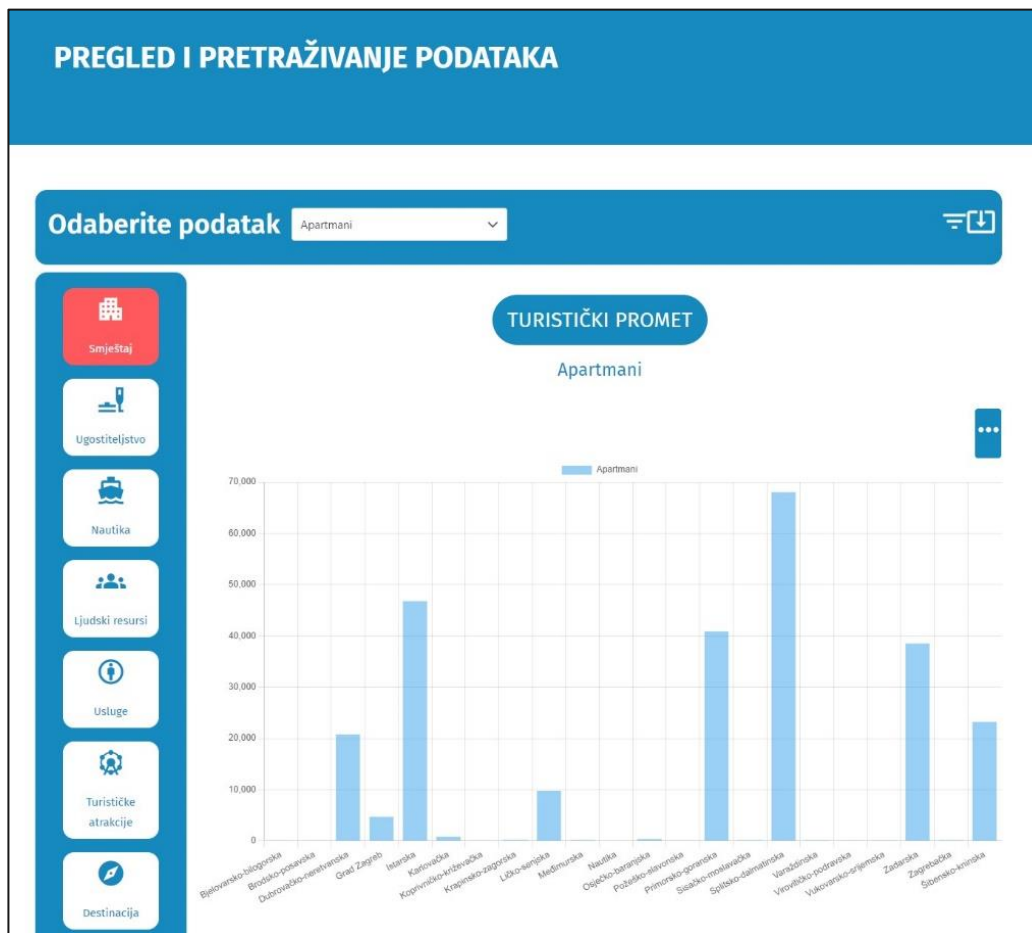 PREGLED I PRETRAŽIVANJE PODATAKA
Odaberite podatak
Apartmani
Smještaj
Ugostiteljstvo
Nautika
Ljudski resursi
Usluge
Turističke
atrakcije
Destinacija
TURISTIČKI PROMET
Apartmani
Apartmani
70,000
60,000
50,000
40,000
30,000
20,000
10,000
0
Bjelovarsko-bilogorska
Brodsko-posavska
Dubrovačko-neretvanska
Grad Zagreb
Istarska
Karlovačka
Koprivničko-križevačka
Krapinsko-zagorska
Ličko-senjska
Međimurska
Nautika
Osječko-baranjska
Požeško-slavonska
Primorsko-goranska
Sisačko-moslavačka
Splitsko-dalmatinska
Varaždinska
Virovitičko-podravska
Vukovarsko-srijemska
Zadarska
Zagrebačka
Šibensko-kninska